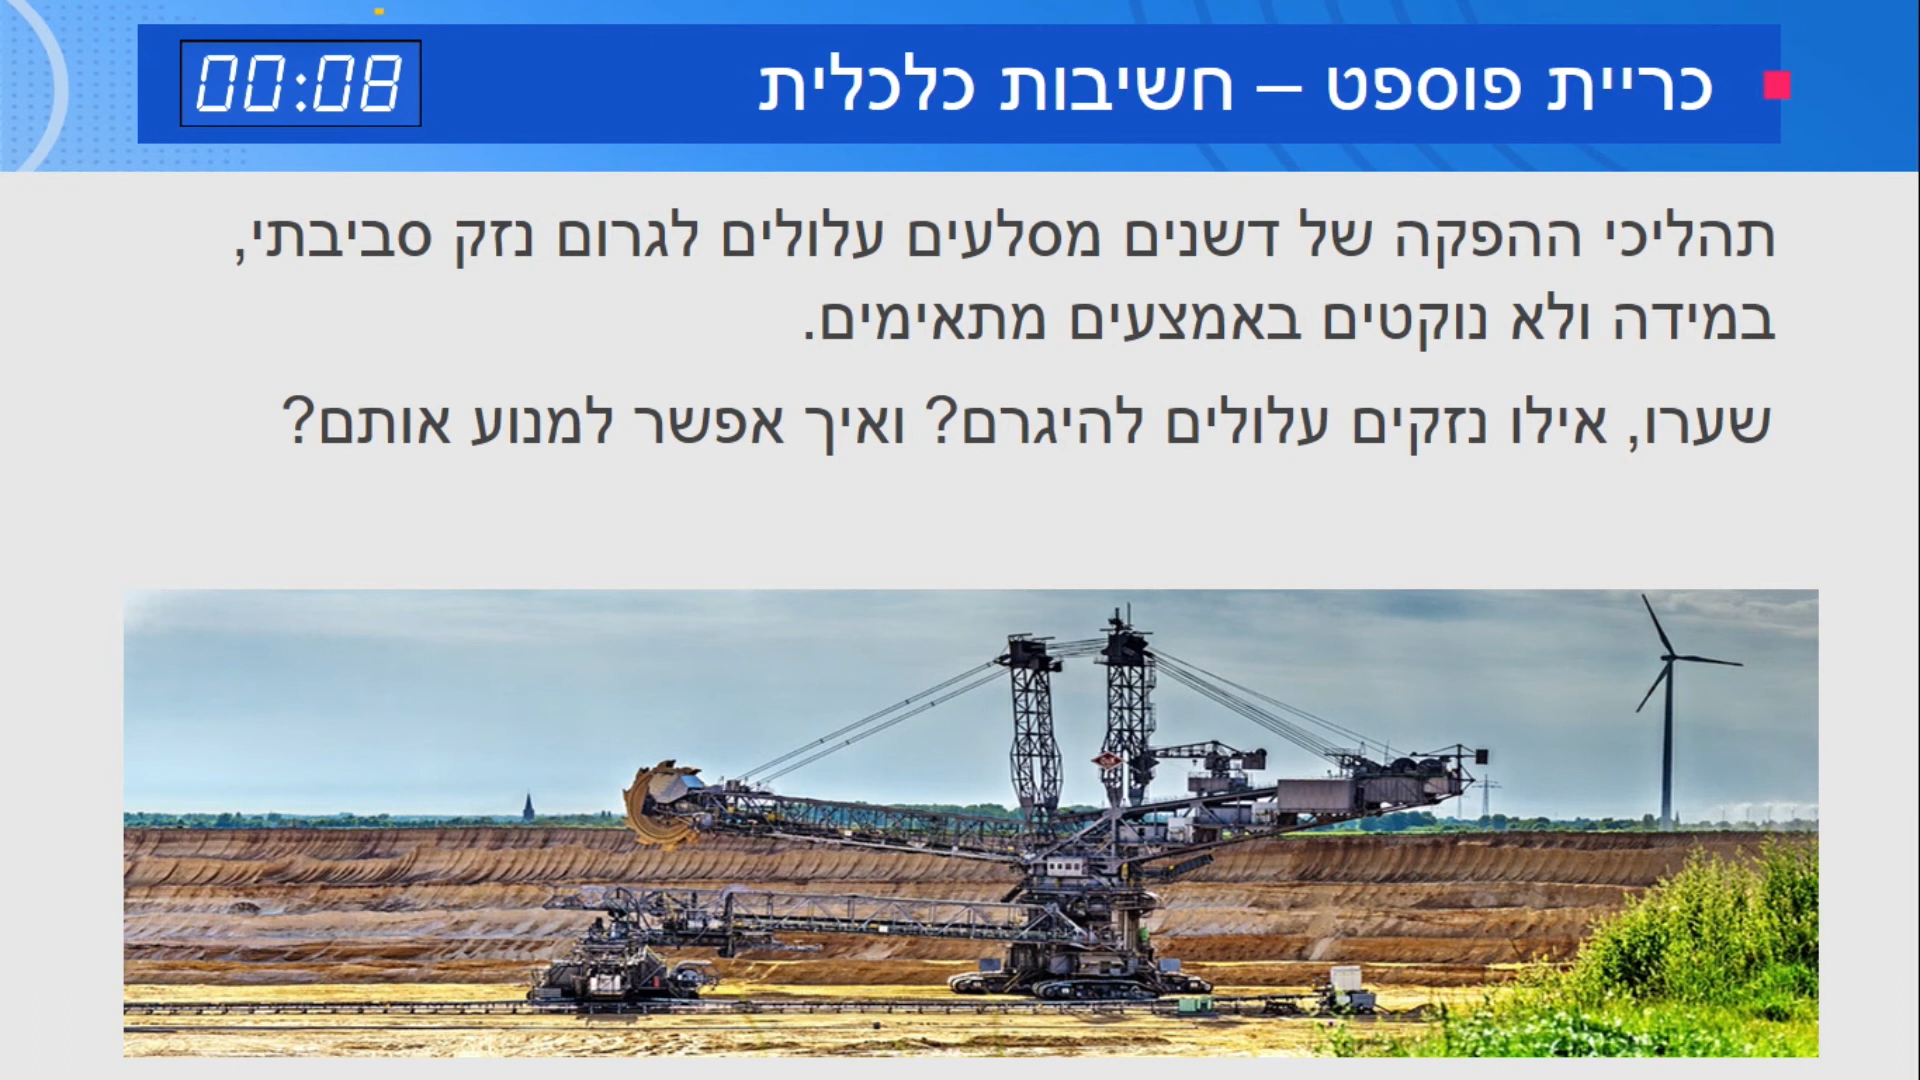 כריית פוספט – חשיבות כלכלית
00:08
תהליכי ההפקה של דשנים מסלעים עלולים לגרום נזק סביבתי,
במידה ולא נוקטים באמצעים מתאימים.
שערו, אילו נזקים עלולים להיגרם? ואיך אפשר למנוע אותם?